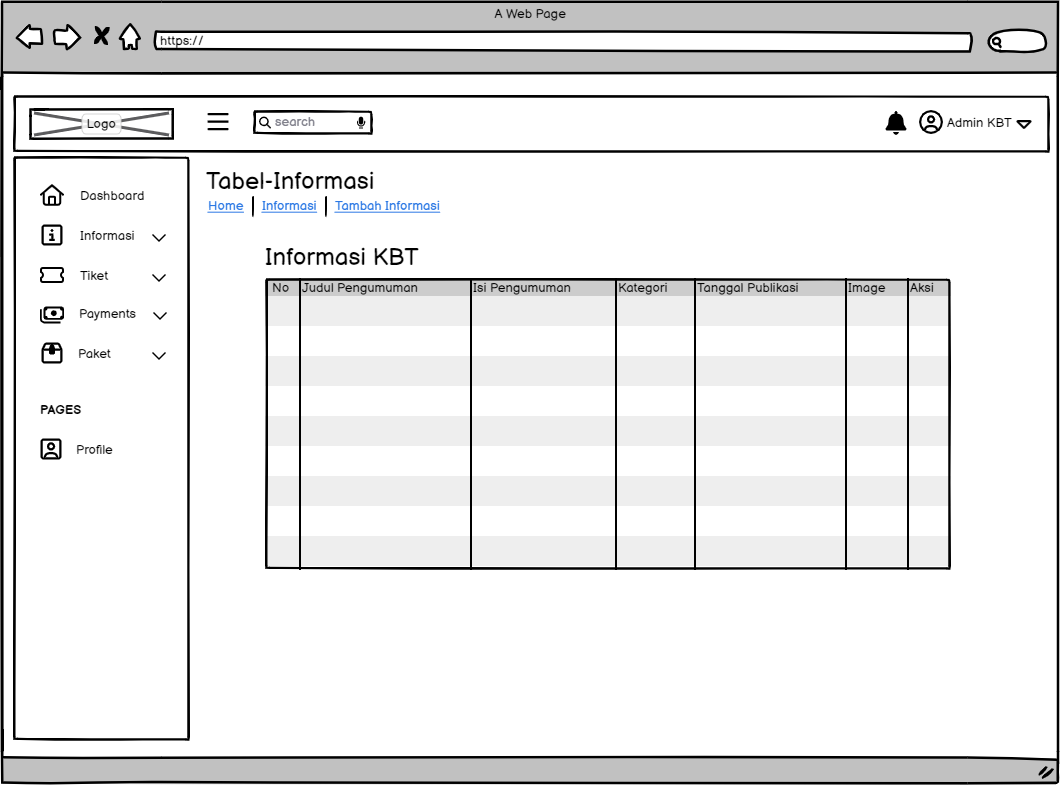 A Web Page
https://
Logo
search
Admin KBT
Dashboard
Informasi
Tiket
Payments
Paket
PAGES
Profile
Tabel-Informasi
Home Informasi Tambah Informasi
Informasi KBT
No Judul Pengumuman Isi Pengumuman Kategori Tanggal Publikasi Image Aksi